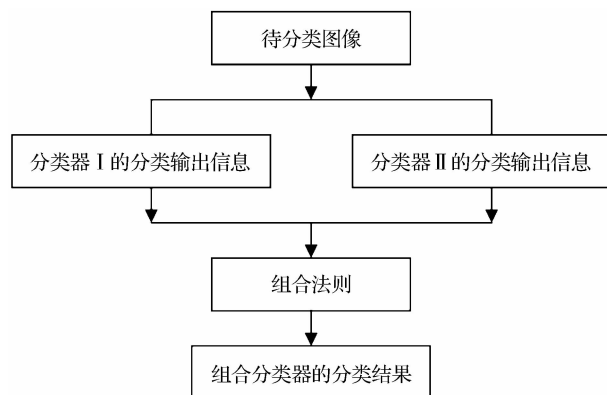 待分类图像
分类器Ⅰ的分类输出信息
分类器Ⅱ的分类输出信息
组合法则
组合分类器的分类结果